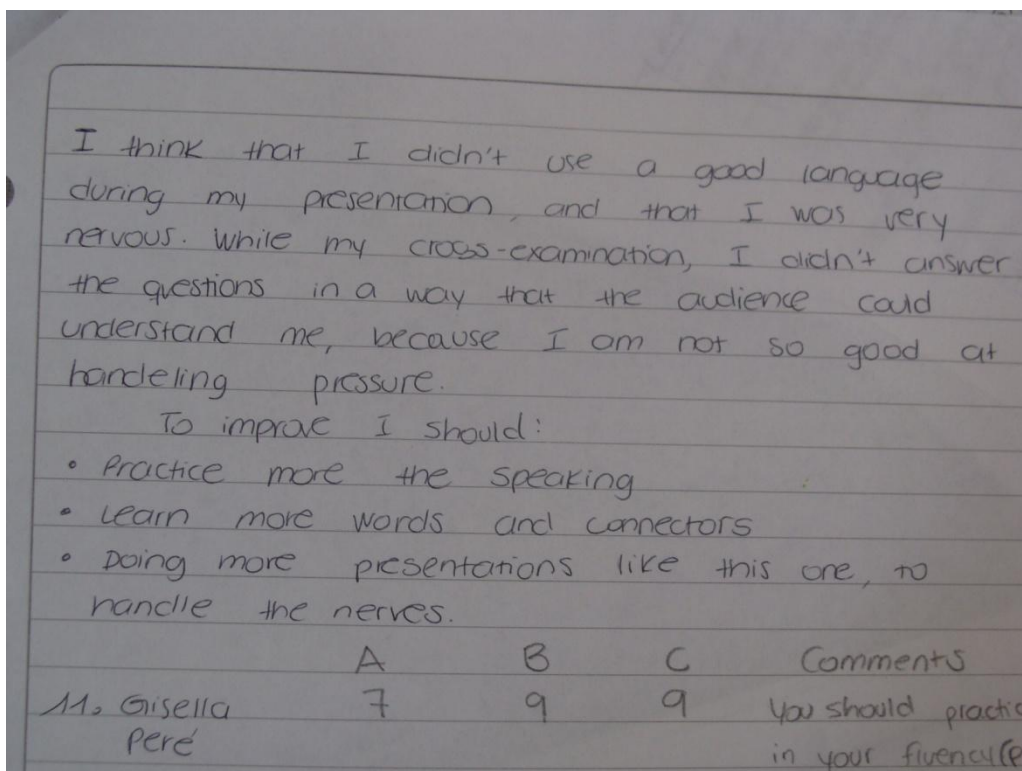 I think that I didn't use a good language
during my presentation, and that I was very
nervous. While my cross-examination, I didn't answer
the questions in a way that the audience could
understand me, because I am not so good at
handeling pressure.
To improve I should:
• Practice more the speaking
• Learn more words and connectors
• Doing more presentations like this one, to
handle the nerves.
A B C Comments
11. Gisella 7 9 9 You should practic
Peré in your fluency